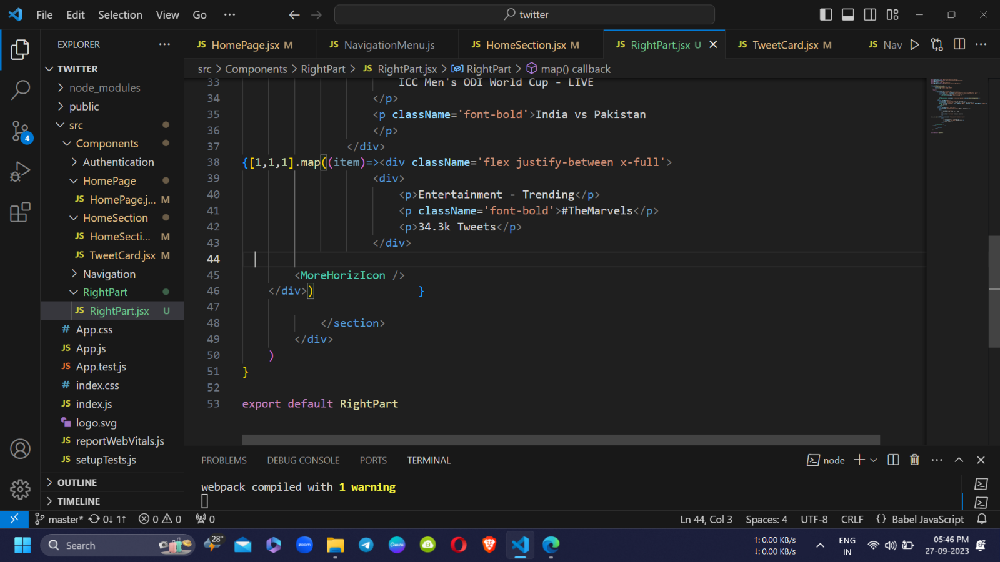 File Edit Selection View Go ··· twitter
EXPLORER ···
JS HomePage.jsx M JS NavigationMenu.js JS HomeSection.jsx M JS RightPart.jsx U JS TweetCard.jsx M JS Nav ···
src > Components > RightPart > JS RightPart.jsx > RightPart > map() callback
TWITTER
node_modules
public
src
Components
Authentication
HomePage
JS HomePage.j... M
HomeSection
JS HomeSecti... M
JS TweetCard.jsx M
Navigation
RightPart
JS RightPart.jsx U
# App.css
JS App.js
JS App.test.js
# index.css
JS index.js
logo.svg
JS reportWebVitals.js
JS setupTests.js
OUTLINE
TIMELINE
4
33 ICC Men's ODI World Cup - LIVE
34 </p>
35 <p className='font-bold'>India vs Pakistan
36 </p>
37 </div>
38 {[1,1,1].map((item)=><div className='flex justify-between x-full'>
39 <div>
40 <p>Entertainment - Trending</p>
41 <p className='font-bold'>#TheMarvels</p>
42 <p>34.3k Tweets</p>
43 </div>
44
45 <MoreHorizIcon />
46 </div>) }
47
48 </section>
49 </div>
50 )
51 }
52
53 export default RightPart
PROBLEMS DEBUG CONSOLE PORTS TERMINAL node ···
webpack compiled with 1 warning
master* 0↓ 1↑ 0 0 0 Ln 44, Col 3 Spaces: 4 UTF-8 CRLF {} Babel JavaScript
Search 28° zoom Canva ↑: 0.00 KB/s ENG 05:46 PM
↓: 0.00 KB/s IN 27-09-2023